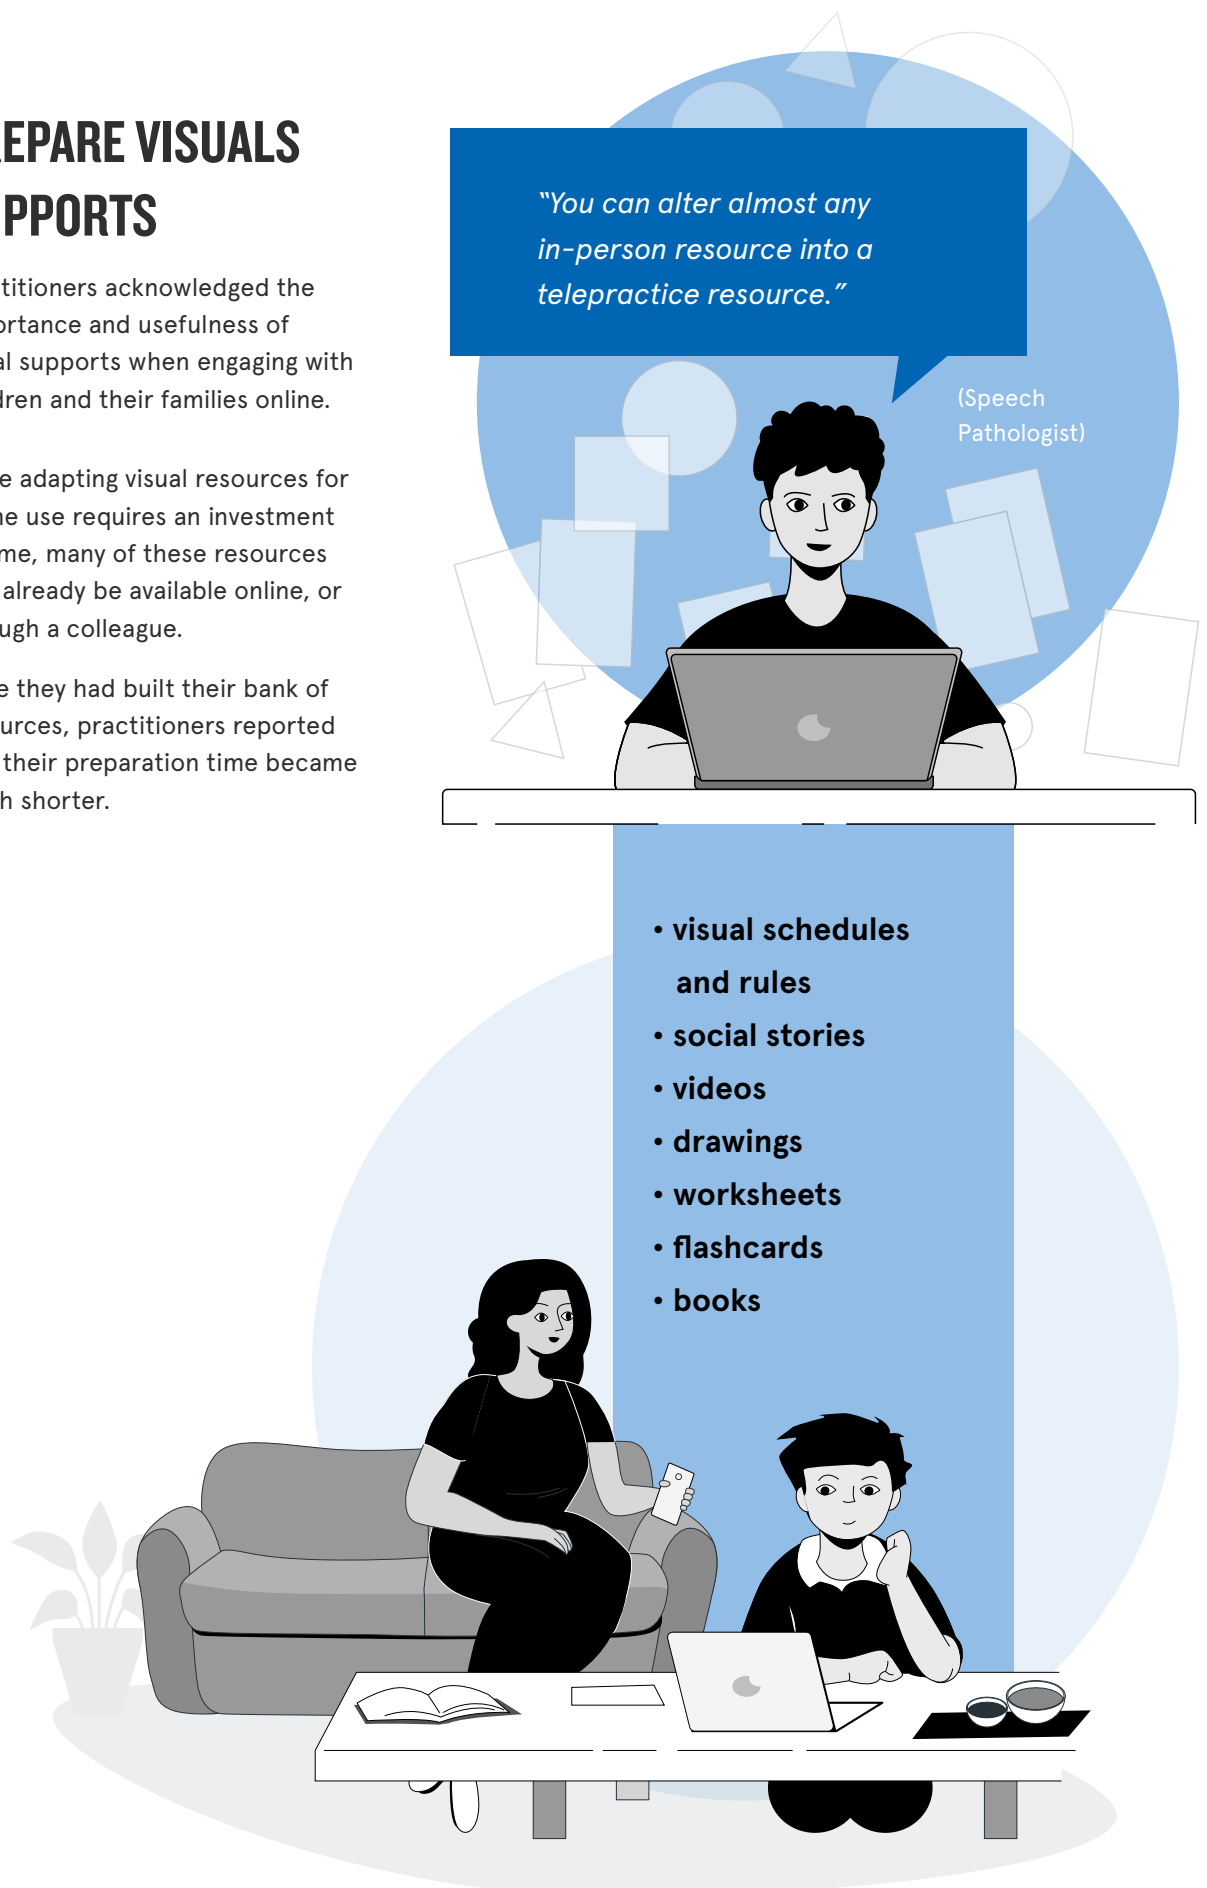 EPARE VISUALS
PPORTS
titioners acknowledged the
ortance and usefulness of
al supports when engaging with
dren and their families online.
e adapting visual resources for
ne use requires an investment
me, many of these resources
already be available online, or
ugh a colleague.
e they had built their bank of
urces, practitioners reported
their preparation time became
h shorter.
“You can alter almost any
in-person resource into a
telepractice resource.”
(Speech
Pathologist)
• visual schedules
and rules
• social stories
• videos
• drawings
• worksheets
• flashcards
• books